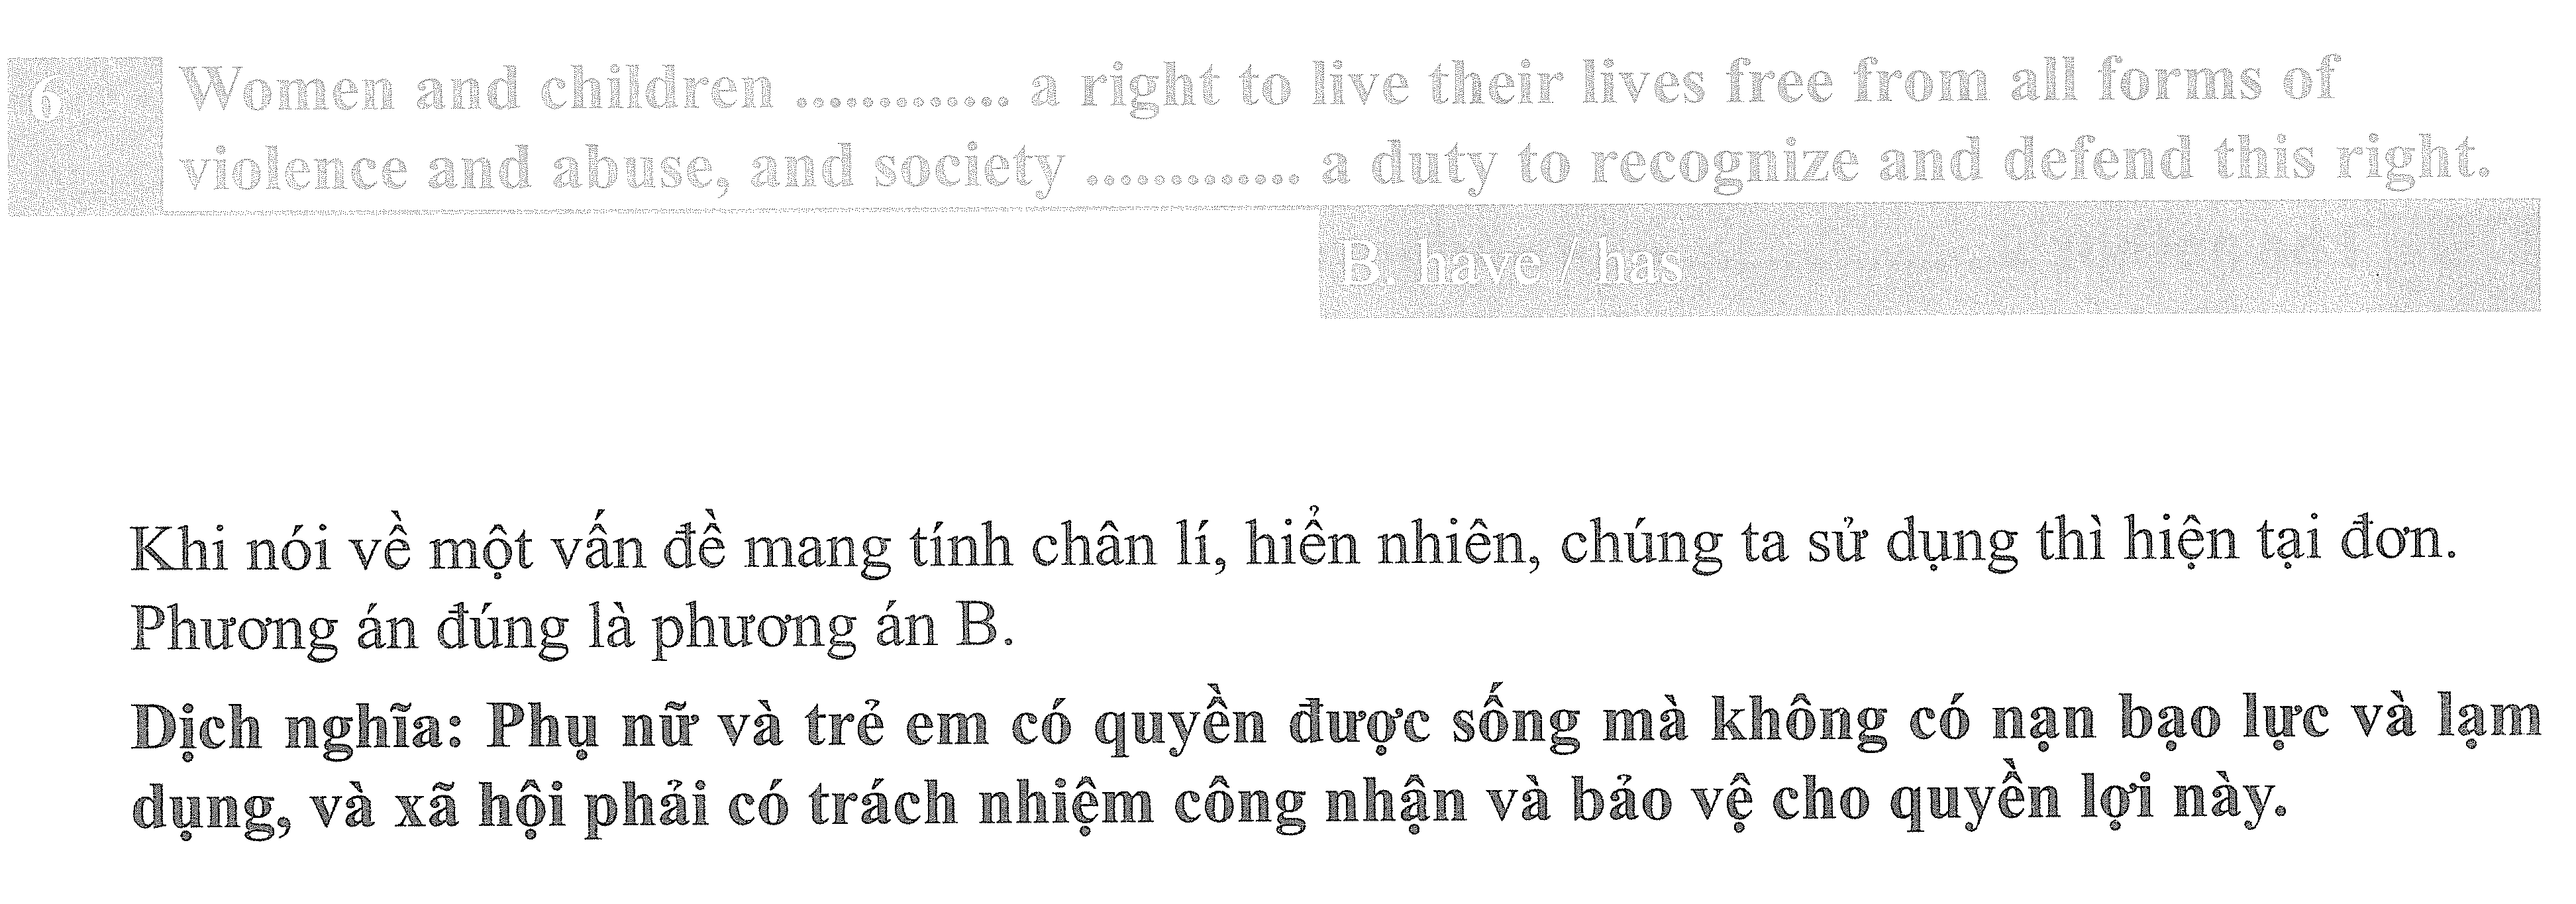 6 Women and children ............. a right to live their lives free from all forms of
violence and abuse, and society ............. a duty to recognize and defend this right.
B. have / has
Khi nói về một vấn đề mang tính chân lí, hiển nhiên, chúng ta sử dụng thì hiện tại đơn.
Phương án đúng là phương án B.
Dịch nghĩa: Phụ nữ và trẻ em có quyền được sống mà không có nạn bạo lực và lạm
dụng, và xã hội phải có trách nhiệm công nhận và bảo vệ cho quyền lợi này.